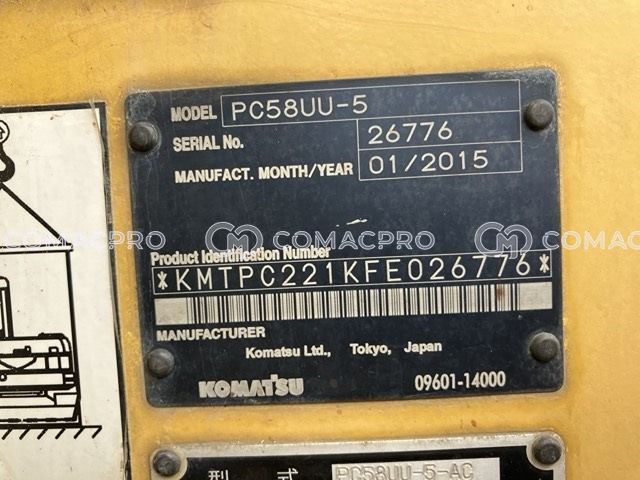 MODEL PC58UU-5
SERIAL No. 26776
MANUFACT. MONTH/YEAR 01/2015
COMACPRO COMACPRO COMACPRO
Product Identification Number
*KMTPC221KFE026776*
MANUFACTURER
Komatsu Ltd., Tokyo, Japan
KOMATSU 09601-14000
型式 PC58UU-5-AC